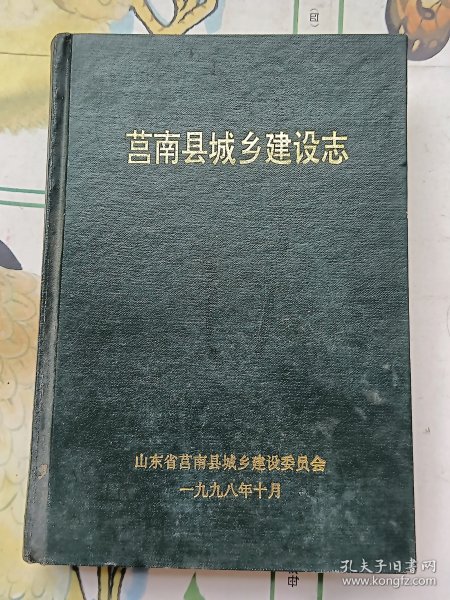 莒南县城乡建设志
山东省莒南县城乡建设委员会
一九九八年十月
孔夫子旧书网
www.kongfz.com